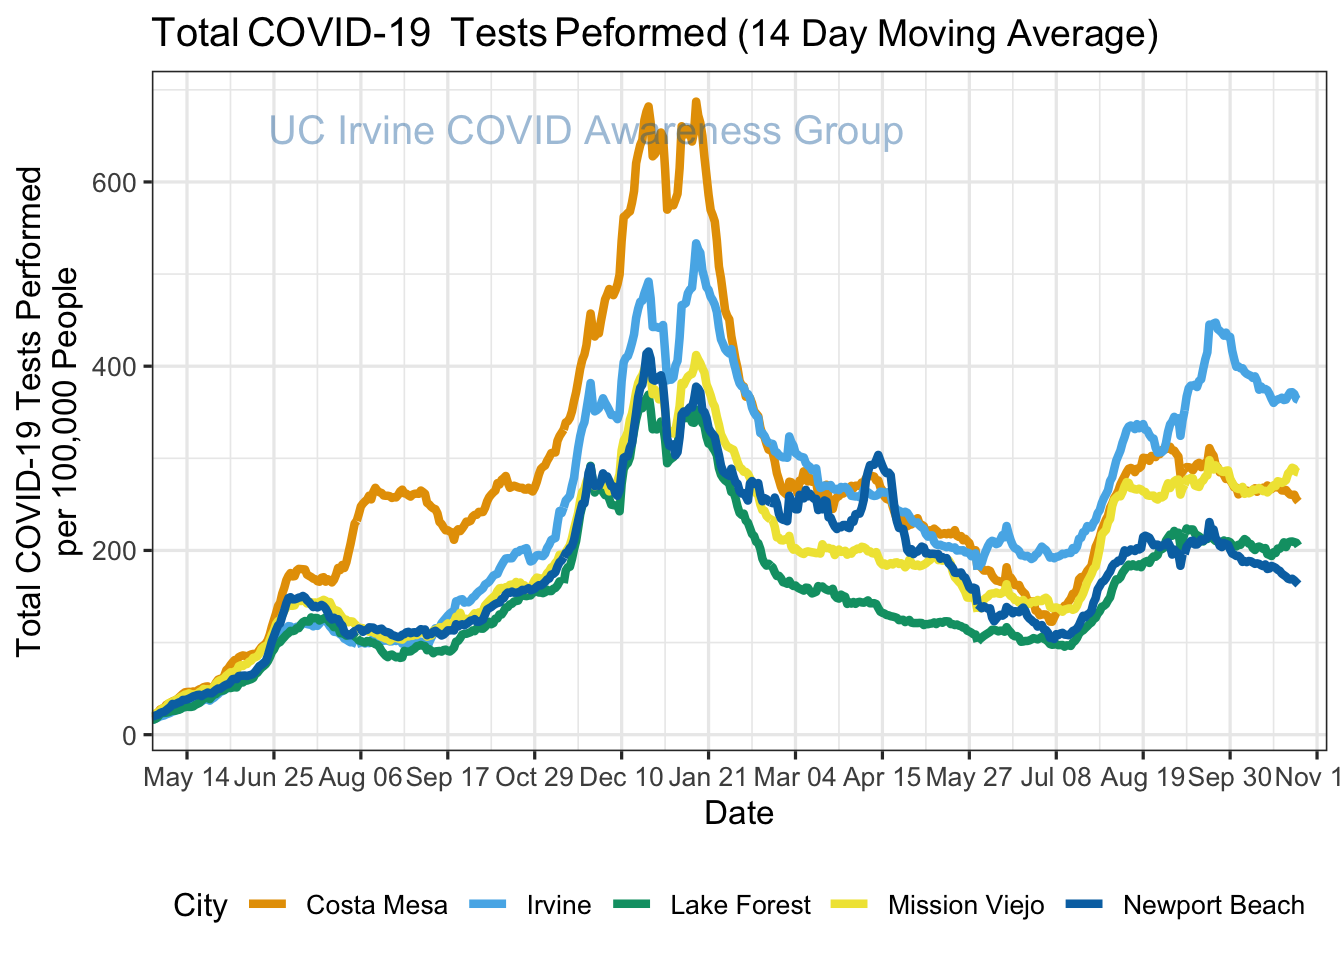 Total COVID-19 Tests Peformed (14 Day Moving Average)
UC Irvine COVID Awareness Group
Total COVID-19 Tests Performed
per 100,000 People
600
400
200
0
May 14 Jun 25 Aug 06 Sep 17 Oct 29 Dec 10 Jan 21 Mar 04 Apr 15 May 27 Jul 08 Aug 19 Sep 30 Nov 1
Date
City Costa Mesa Irvine Lake Forest Mission Viejo Newport Beach